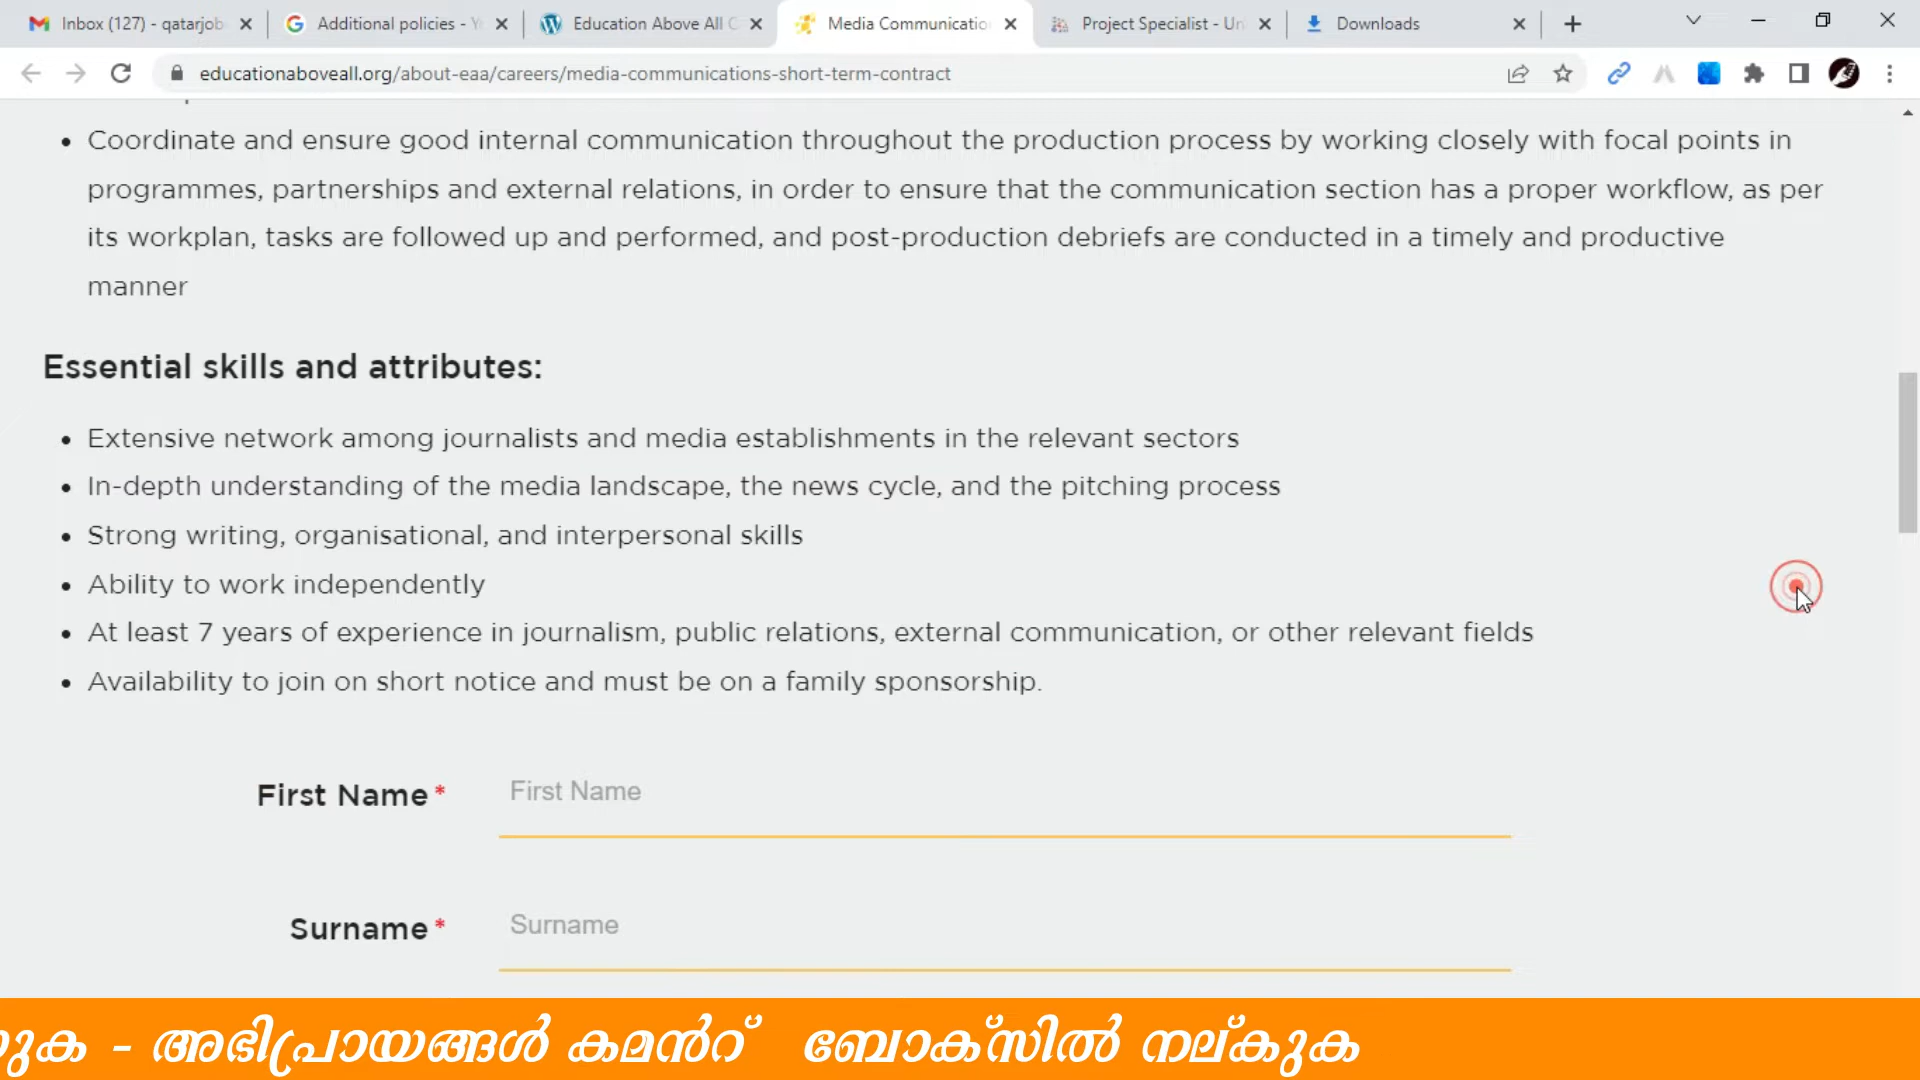 Inbox (127) - qatarjob
Additional policies - Y
Education Above All C
Media Communicatio
Project Specialist - Un
Downloads
educationaboveall.org/about-eaa/careers/media-communications-short-term-contract
• Coordinate and ensure good internal communication throughout the production process by working closely with focal points in
programmes, partnerships and external relations, in order to ensure that the communication section has a proper workflow, as per
its workplan, tasks are followed up and performed, and post-production debriefs are conducted in a timely and productive
manner
Essential skills and attributes:
• Extensive network among journalists and media establishments in the relevant sectors
• In-depth understanding of the media landscape, the news cycle, and the pitching process
• Strong writing, organisational, and interpersonal skills
• Ability to work independently
• At least 7 years of experience in journalism, public relations, external communication, or other relevant fields
• Availability to join on short notice and must be on a family sponsorship.
First Name * First Name
Surname * Surname
- അഭിപ്രായങ്ങൾ കമൻറ് ബോക്സിൽ നല്കുക